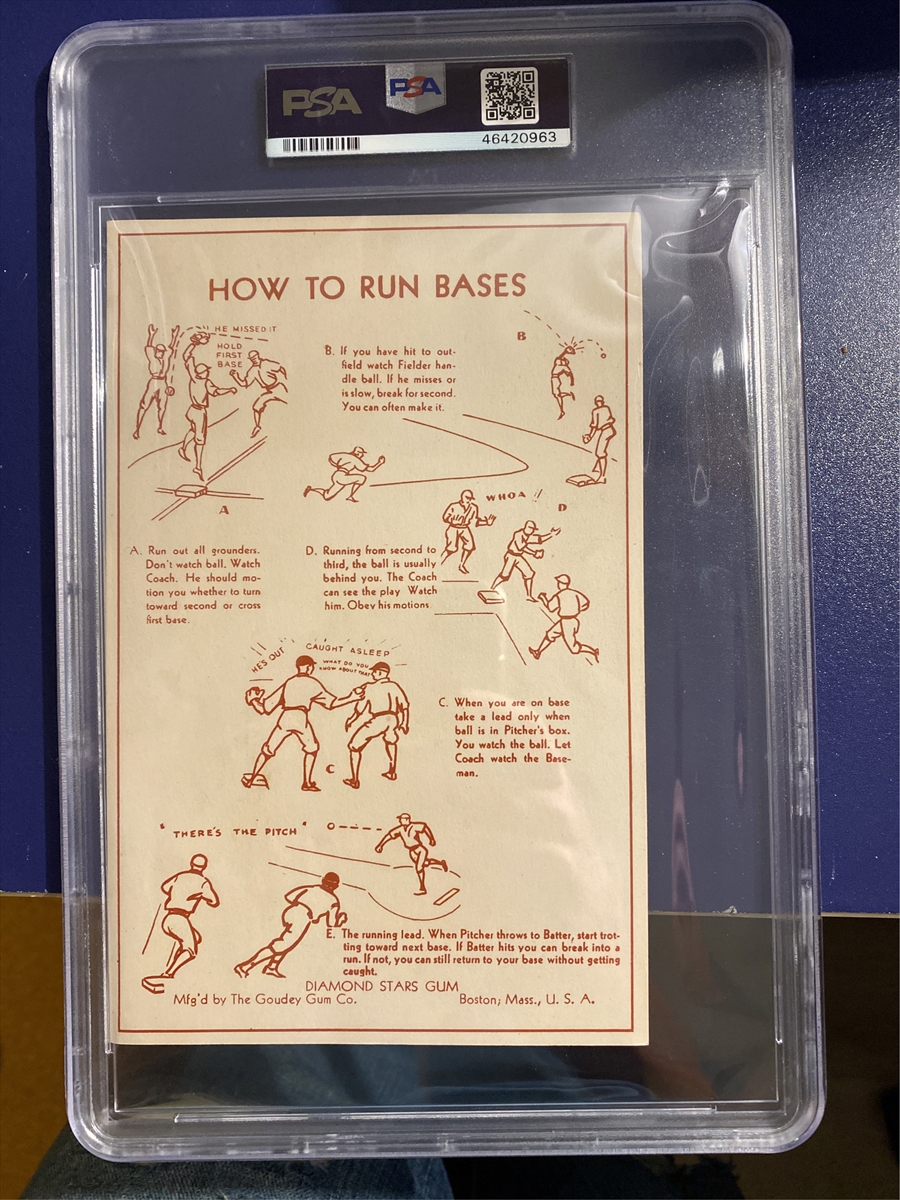 PSA
PSA
46420963
HOW TO RUN BASES
HE MISSED IT
HOLD
FIRST
BASE
A
B. If you have hit to out-
field watch Fielder han-
dle ball. If he misses or
is slow, break for second.
You can often make it.
B
WHOA !!
D
A. Run out all grounders.
Don't watch ball. Watch
Coach. He should mo-
tion you whether to turn
toward second or cross
first base.
D. Running from second to
third, the ball is usually
behind you. The Coach
can see the play Watch
him. Obey his motions
HE'S OUT
CAUGHT ASLEEP
WHAT DO YOU
KNOW ABOUT THAT
C
C. When you are on base
take a lead only when
ball is in Pitcher's box.
You watch the ball. Let
Coach watch the Base-
man.
"THERE'S THE PITCH"
E. The running lead. When Pitcher throws to Batter, start trot-
ting toward next base. If Batter hits you can break into a
run. If not, you can still return to your base without getting
caught.
DIAMOND STARS GUM
Mfg'd by The Goudey Gum Co. Boston, Mass., U. S. A.